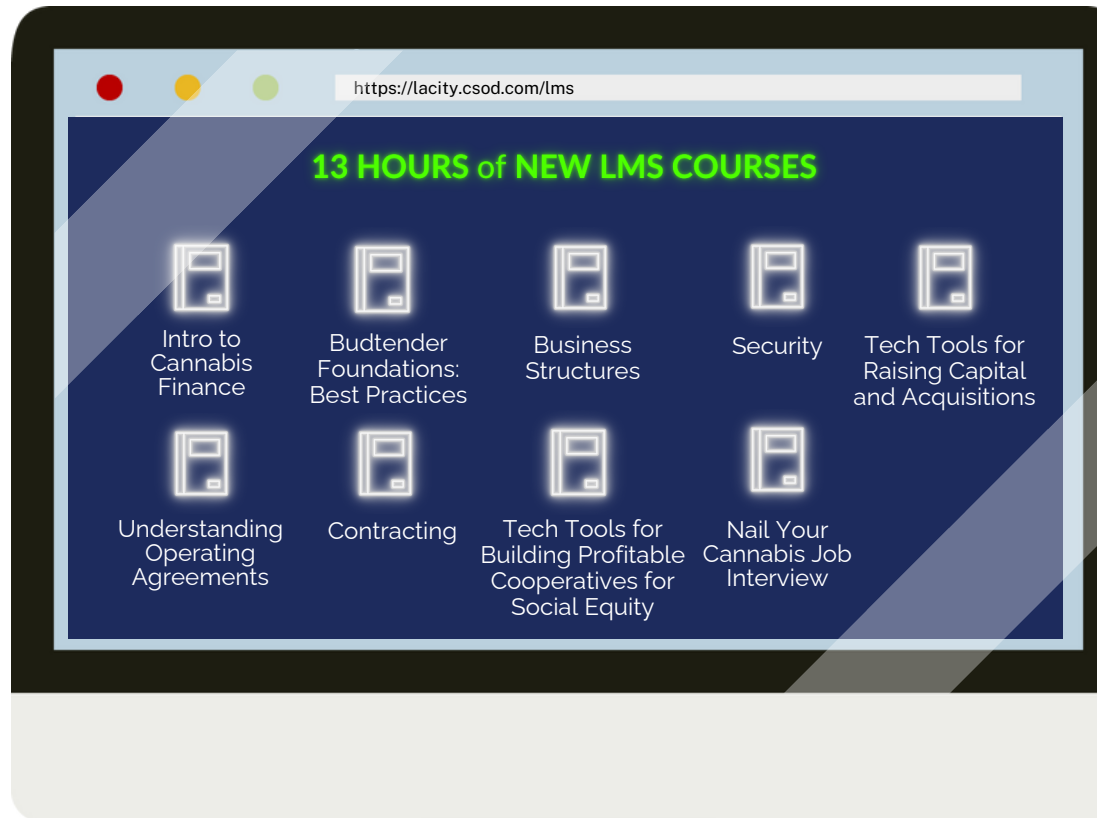 https://lacity.csod.com/lms
13 HOURS of NEW LMS COURSES
Intro to
Cannabis
Finance
Budtender
Foundations:
Best Practices
Business
Structures
Security
Tech Tools for
Raising Capital
and Acquisitions
Understanding
Operating
Agreements
Contracting
Tech Tools for
Building Profitable
Cooperatives for
Social Equity
Nail Your
Cannabis Job
Interview